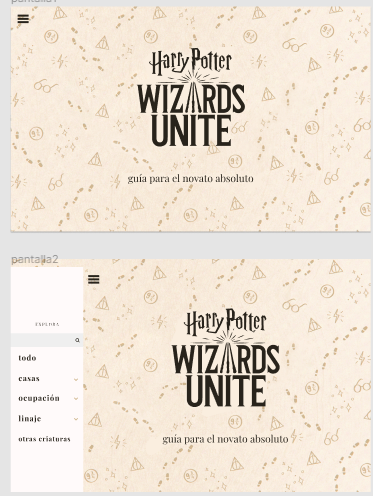 pantalla1
Harry Potter
WIZARDS
UNITE
guía para el novato absoluto
pantalla2
EXPLORA
todo
casas
ocupación
linaje
otras criaturas
Harry Potter
WIZARDS
UNITE
guía para el novato absoluto